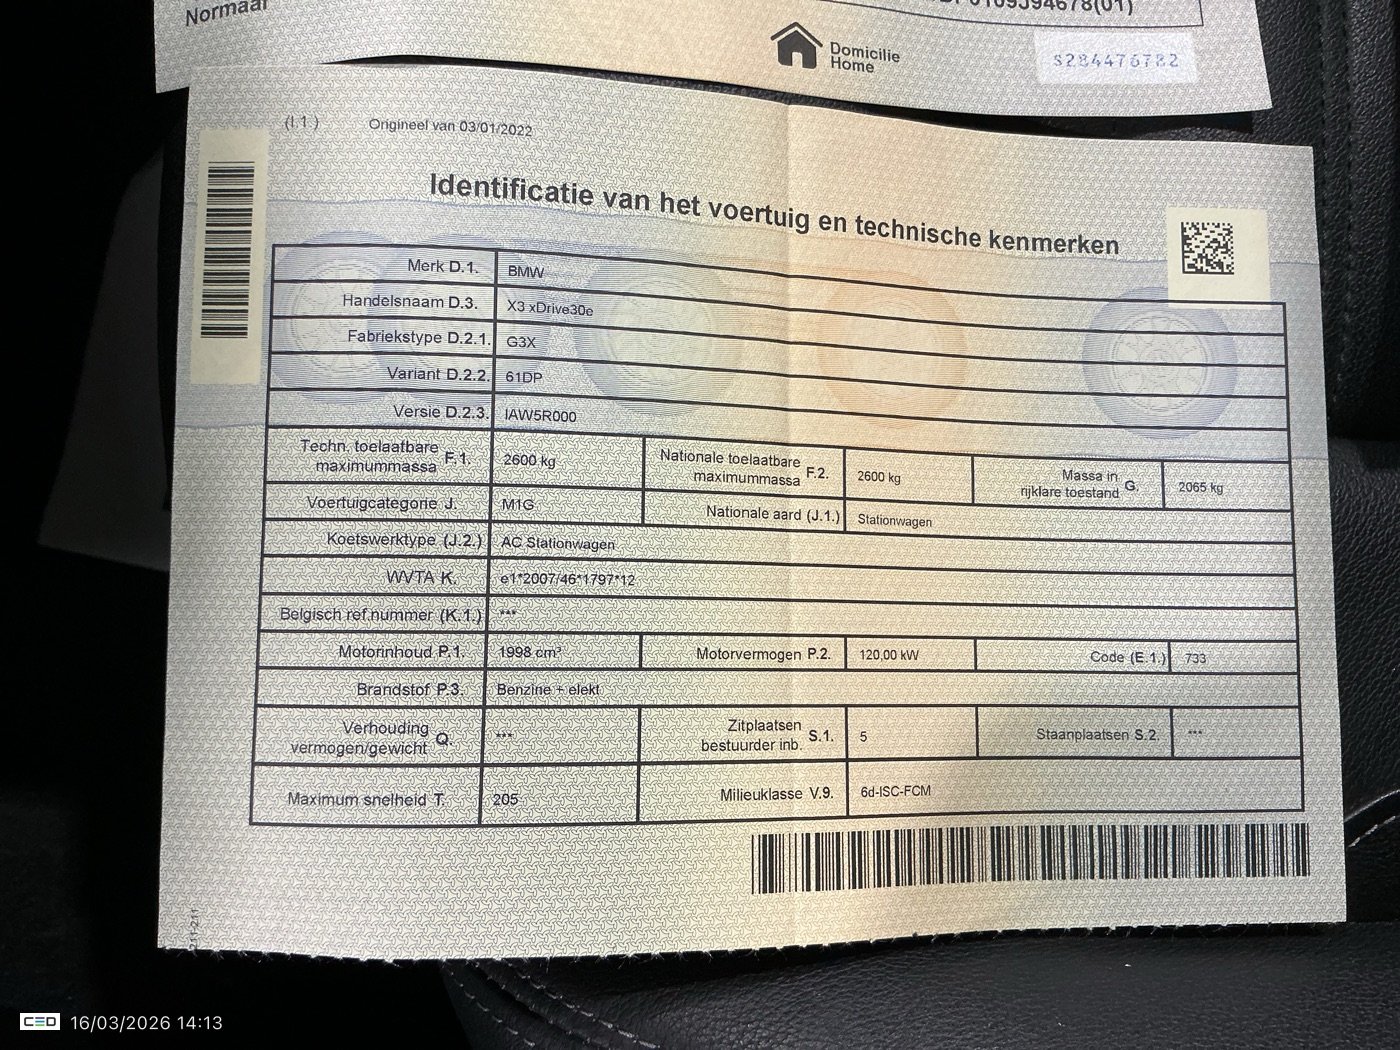 Normaal
0109394678(01)
Domicilie
Home
S284476782
(I.1.) Origineel van 03/01/2022
Identificatie van het voertuig en technische kenmerken
Merk D.1. BMW
Handelsnaam D.3. X3 xDrive30e
Fabriekstype D.2.1. G3X
Variant D.2.2. 61DP
Versie D.2.3. IAW5R000
Techn. toelaatbare maximummassa F.1. 2600 kg Nationale toelaatbare maximummassa F.2. 2600 kg Massa in rijklare toestand G. 2065 kg
Voertuigcategorie J. M1G Nationale aard (J.1.) Stationwagen
Koetswerktype (J.2.) AC Stationwagen
WVTA K. e1*2007/46*1797*12
Belgisch ref.nummer (K.1.) ***
Motorinhoud P.1. 1998 cm³ Motorvermogen P.2. 120,00 kW Code (E.1.) 733
Brandstof P.3. Benzine + elekt
Verhouding vermogen/gewicht Q. *** Zitplaatsen bestuurder inb. S.1. 5 Staanplaatsen S.2. ***
Maximum snelheid T. 205 Milieuklasse V.9. 6d-ISC-FCM
211-211
CED 16/03/2026 14:13